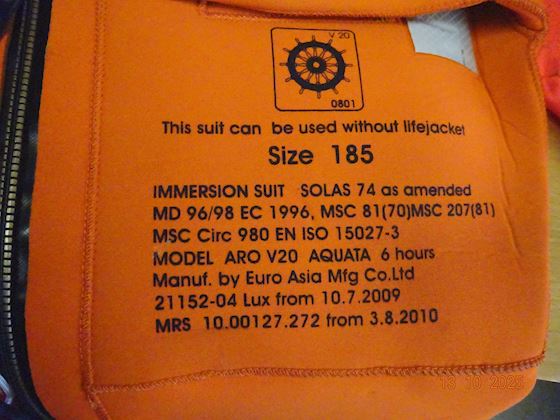 V 20
0801
This suit can be used without lifejacket
Size 185
IMMERSION SUIT SOLAS 74 as amended
MD 96/98 EC 1996, MSC 81(70)MSC 207(81)
MSC Circ 980 EN ISO 15027-3
MODEL ARO V20 AQUATA 6 hours
Manuf. by Euro Asia Mfg Co.Ltd
21152-04 Lux from 10.7.2009
MRS 10.00127.272 from 3.8.2010
13 10 2025